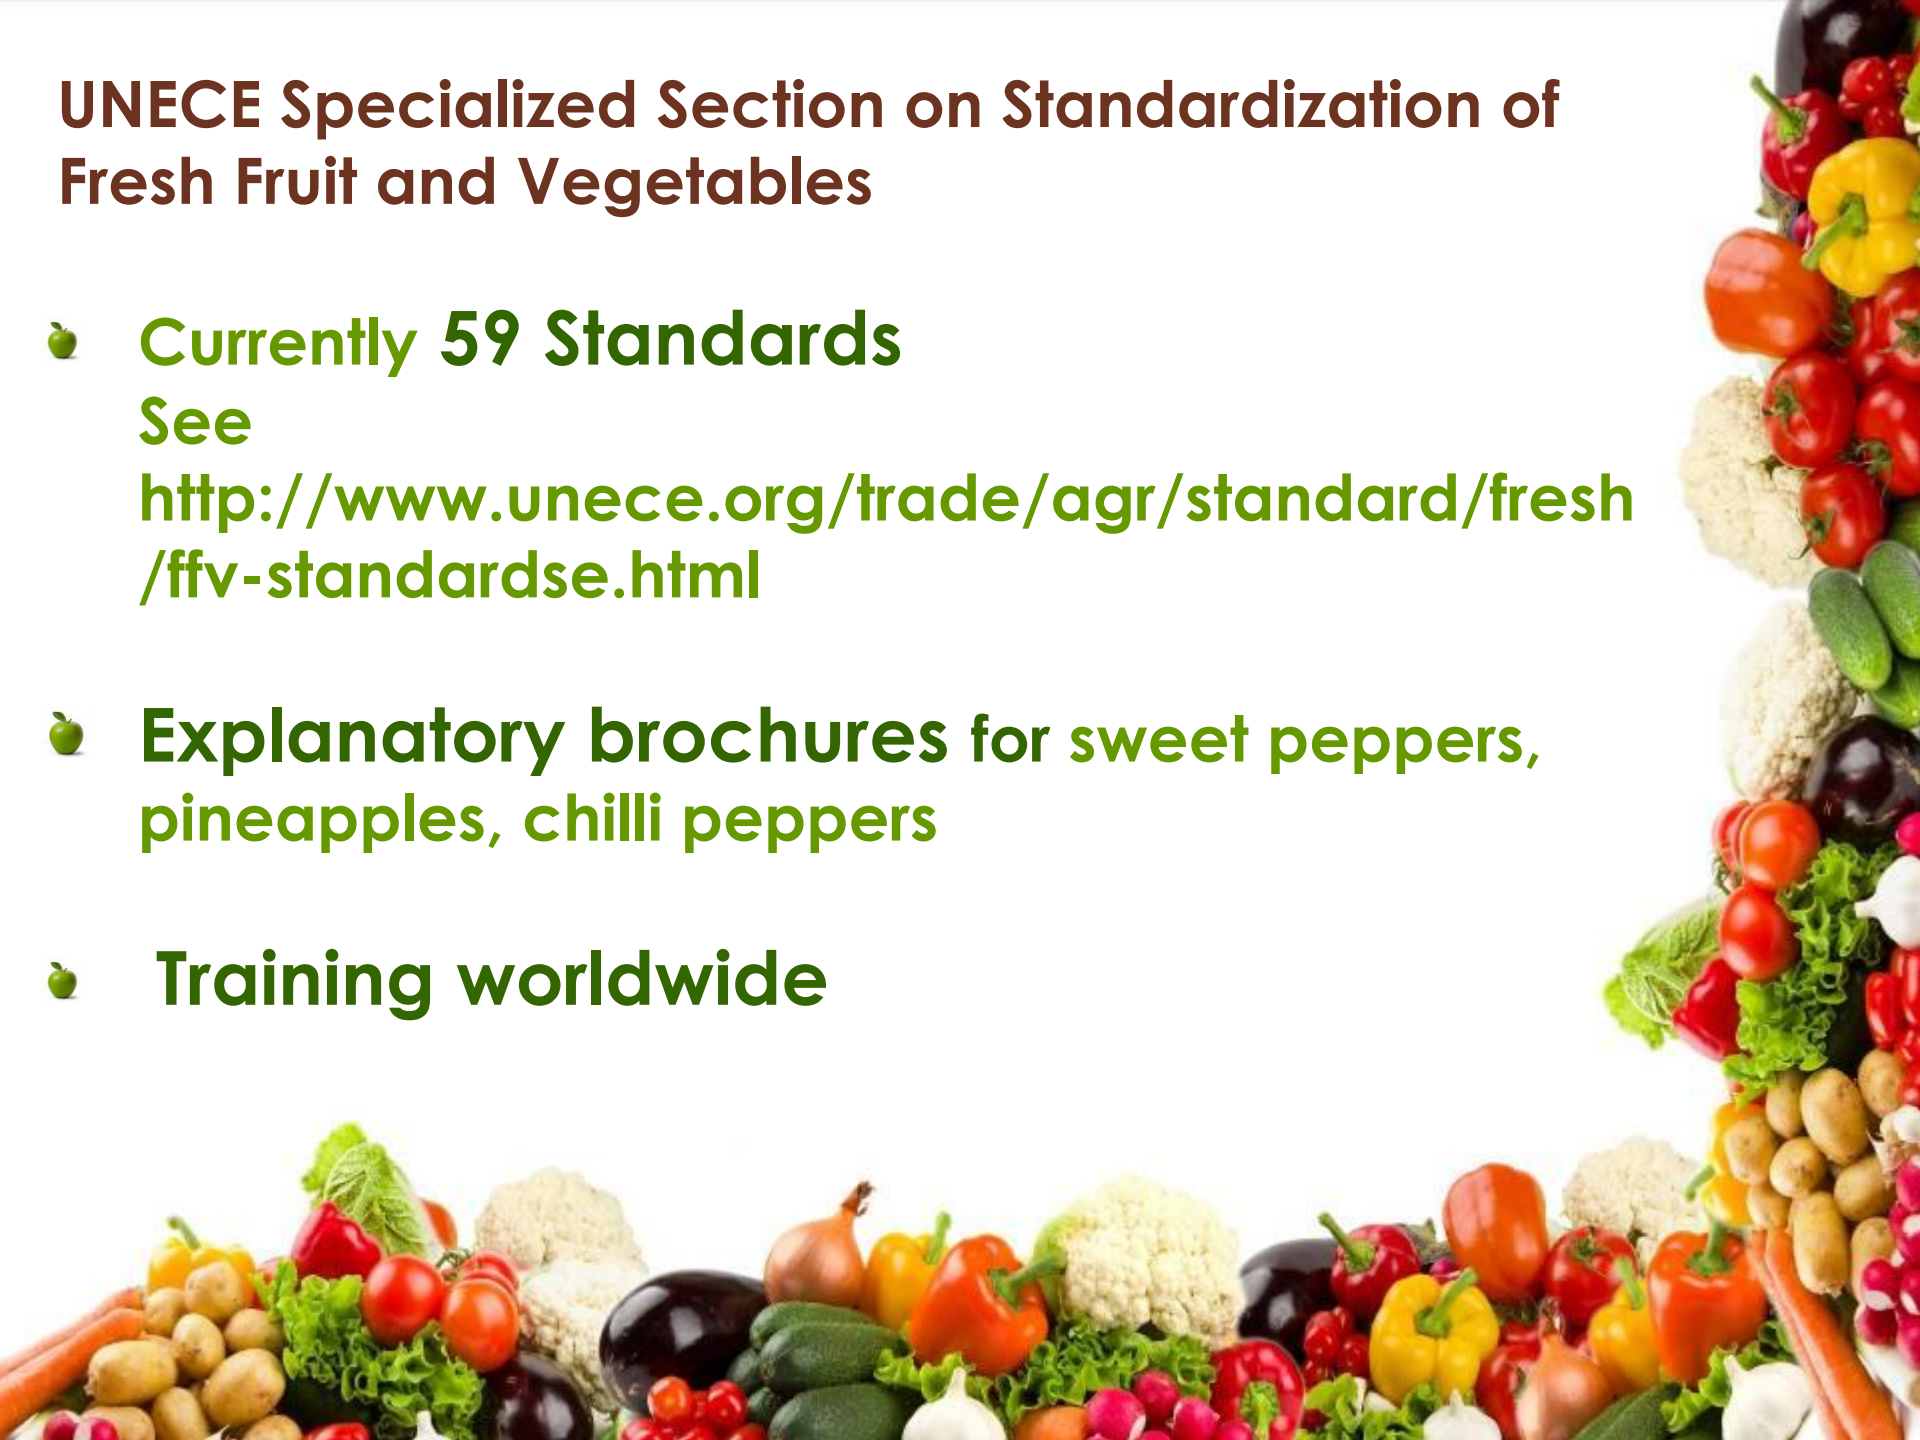 UNECE Specialized Section on Standardization of
Fresh Fruit and Vegetables
Currently 59 Standards
See
http://www.unece.org/trade/agr/standard/fresh
/ffv-standardse.html
Explanatory brochures for sweet peppers,
pineapples, chilli peppers
Training worldwide